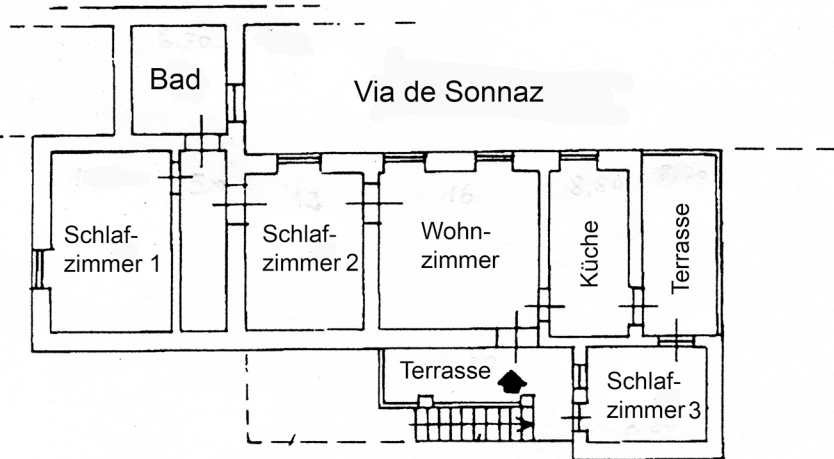 Bad
Via de Sonnaz
Schlaf-
zimmer 1
Schlaf-
zimmer 2
Wohn-
zimmer
Küche
Terrasse
Terrasse
Schlaf-
zimmer 3